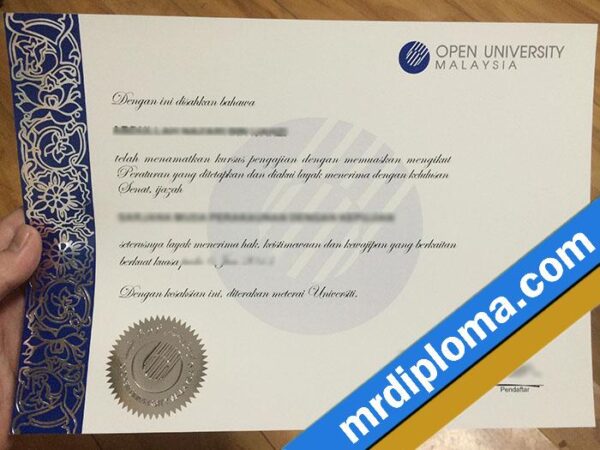 OPEN UNIVERSITY
MALAYSIA
Dengan ini disahkan bahawa
telah menamatkan kursus pengajian dengan memuaskan mengikut
Peraturan yang ditetapkan dan diakui layak menerima dengan kelulusan
Senat, ijazah
seterusnya layak menerima hak, keistimewaan dan kewajipan yang berkaitan
berkuat kuasa
Dengan kesaksian ini, diterakan meterai Universiti.
Pendaftar
mrdiploma.com